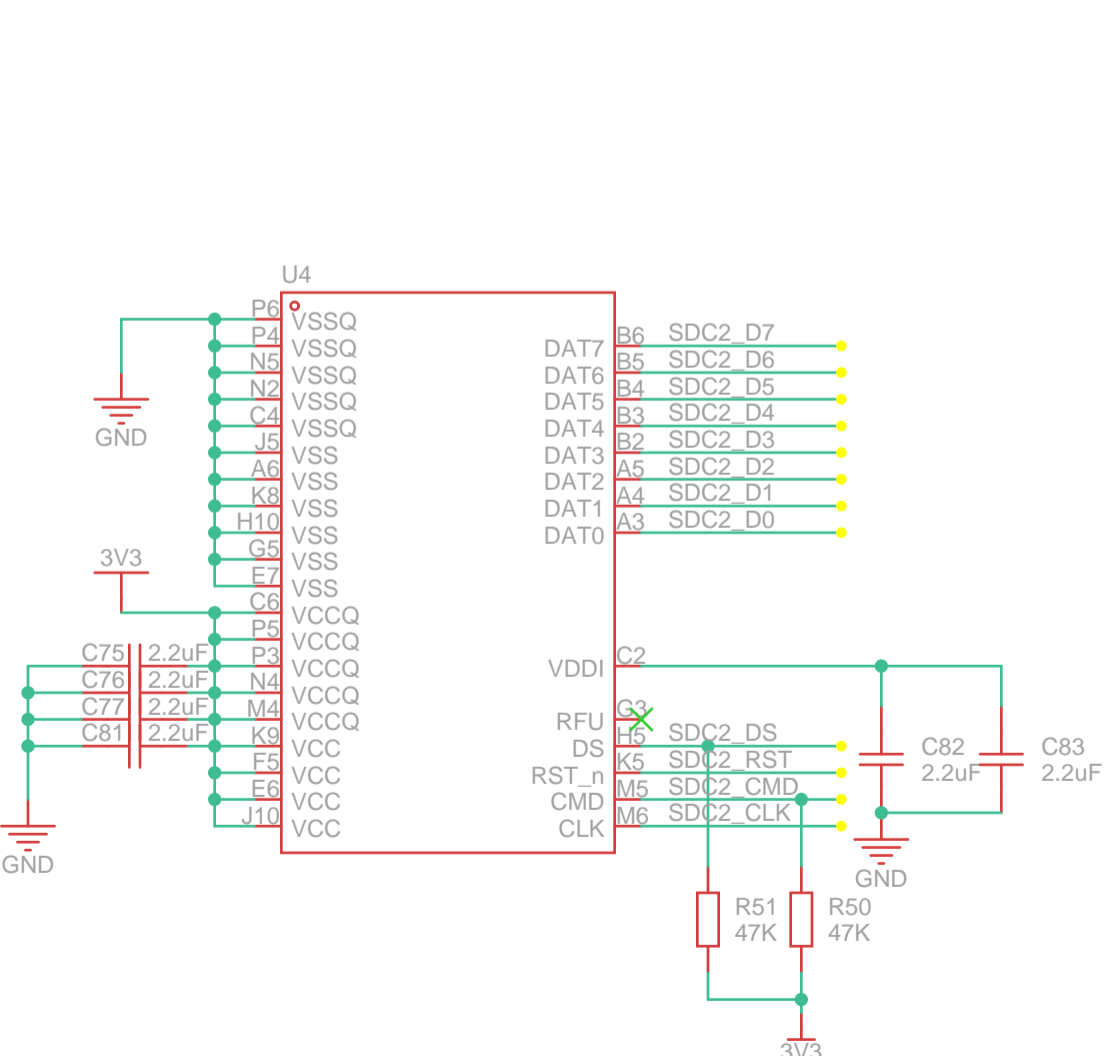 U4
P6 VSSQ
P4 VSSQ
N5 VSSQ
N2 VSSQ
C4 VSSQ
J5 VSS
A6 VSS
K8 VSS
H10 VSS
G5 VSS
E7 VSS
C6 VCCQ
P5 VCCQ
P3 VCCQ
N4 VCCQ
M4 VCCQ
K9 VCC
F5 VCC
E6 VCC
J10 VCC
GND
3V3
C75 2.2uF
C76 2.2uF
C77 2.2uF
C81 2.2uF
GND
DAT7 B6 SDC2_D7
DAT6 B5 SDC2_D6
DAT5 B4 SDC2_D5
DAT4 B3 SDC2_D4
DAT3 B2 SDC2_D3
DAT2 A5 SDC2_D2
DAT1 A4 SDC2_D1
DAT0 A3 SDC2_D0
VDDI C2
RFU G3
DS H5 SDC2_DS
RST_n K5 SDC2_RST
CMD M5 SDC2_CMD
CLK M6 SDC2_CLK
C82
2.2uF
C83
2.2uF
GND
R51
47K
R50
47K
3V3